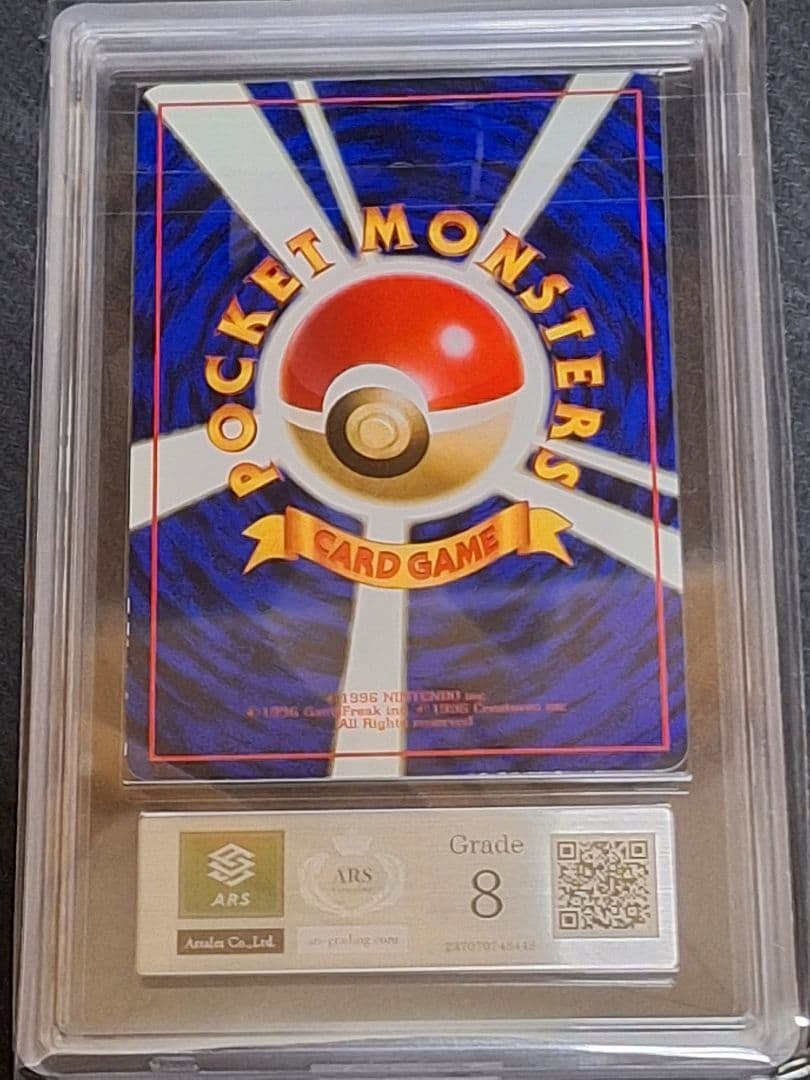 POCKET MONSTERS
CARD GAME
© 1996 NINTENDO inc.
© 1996 GameFreak inc. © 1996 Creatures inc.
All Rights reserved
ARS
Arsales Co.,Ltd.
ARS
ars-grading.com
Grade
8